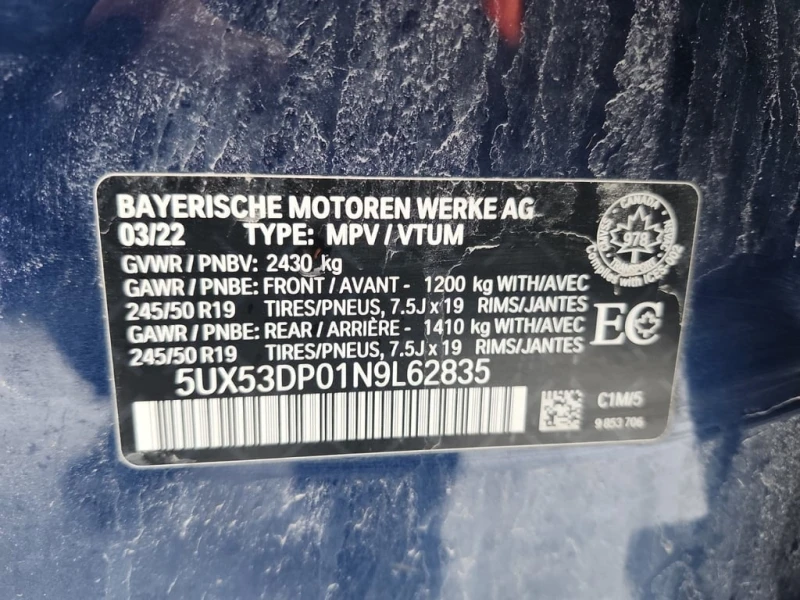 BAYERISCHE MOTOREN WERKE AG
03/22 TYPE: MPV / VTUM
GVWR / PNBV: 2430 kg
GAWR / PNBE: FRONT / AVANT - 1200 kg WITH/AVEC
245/50 R19 TIRES/PNEUS, 7.5J x 19 RIMS/JANTES
GAWR / PNBE: REAR / ARRIÈRE - 1410 kg WITH/AVEC
245/50 R19 TIRES/PNEUS, 7.5J x 19 RIMS/JANTES
5UX53DP01N9L62835
CANADA
978
EC
C1M/5
9 853 706